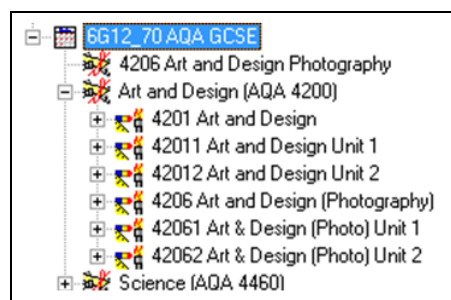 6G12_70 AQA GCSE
4206 Art and Design Photography
Art and Design (AQA 4200)
4201 Art and Design
42011 Art and Design Unit 1
42012 Art and Design Unit 2
4206 Art and Design (Photography)
42061 Art & Design (Photo) Unit 1
42062 Art & Design (Photo) Unit 2
Science (AQA 4460)